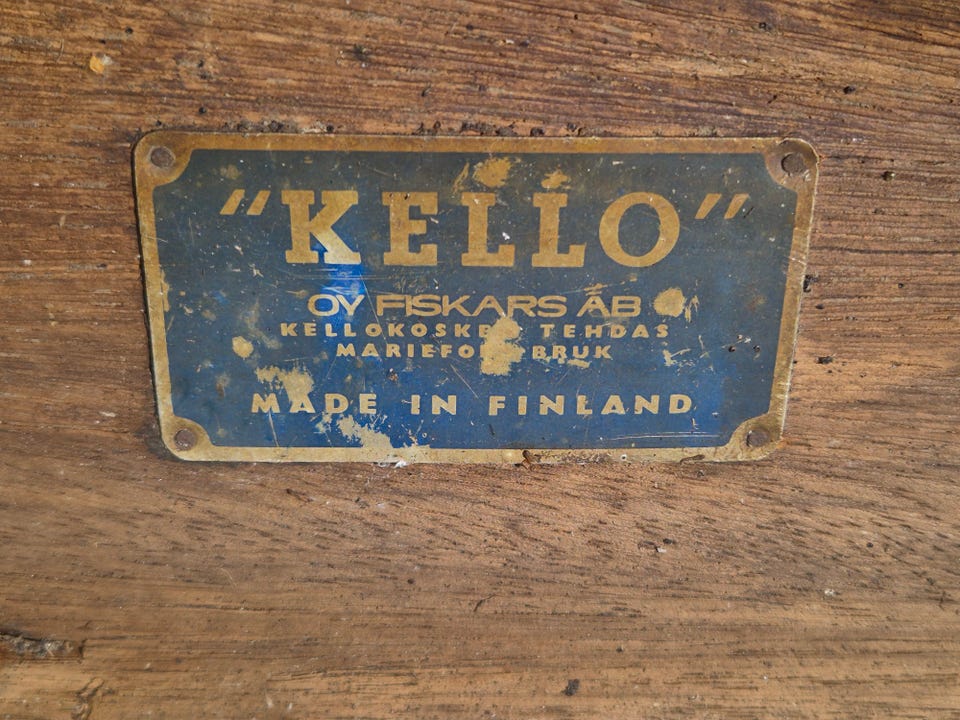 "KELLO"
OY FISKARS AB
TEHDAS
BRUK
MADE IN FINLAND